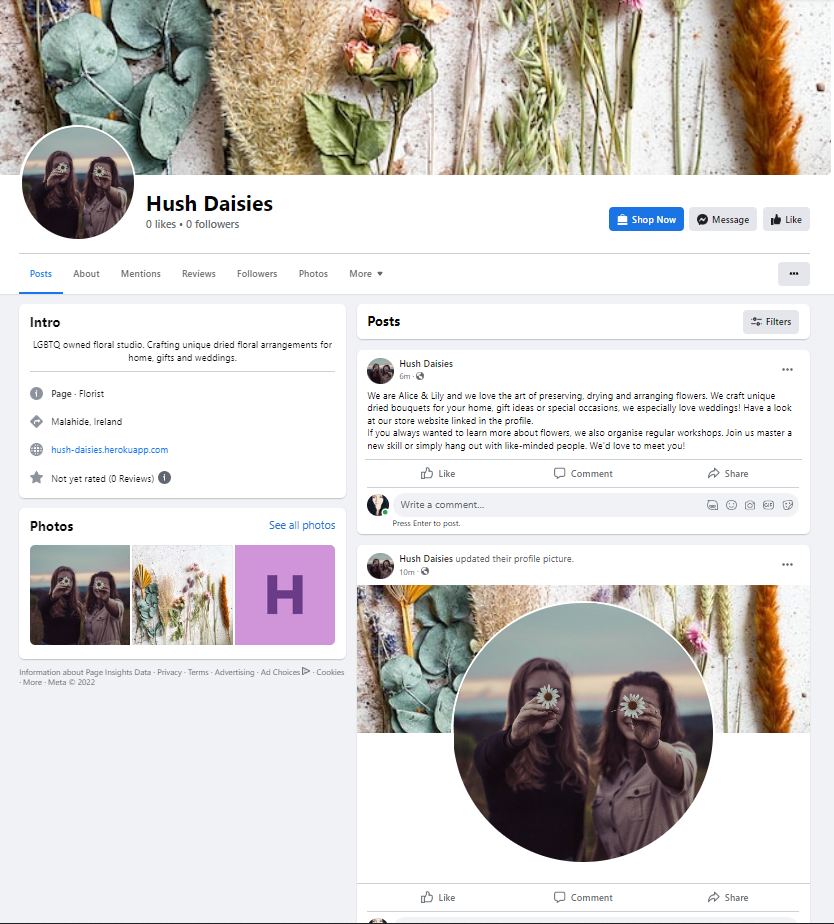 Hush Daisies
0 likes • 0 followers
Shop Now
Message
Like
Posts
About
Mentions
Reviews
Followers
Photos
More
Intro
LGBTQ owned floral studio. Crafting unique dried floral arrangements for
home, gifts and weddings.
Page · Florist
Malahide, Ireland
hush-daisies.herokuapp.com
Not yet rated (0 Reviews)
Photos
See all photos
H
Information about Page Insights Data · Privacy · Terms · Advertising · Ad Choices · Cookies
· More · Meta © 2022
Posts
Filters
Hush Daisies
6m ·
We are Alice & Lily and we love the art of preserving, drying and arranging flowers. We craft unique
dried bouquets for your home, gift ideas or special occasions, we especially love weddings! Have a look
at our store website linked in the profile.
If you always wanted to learn more about flowers, we also organise regular workshops. Join us master a
new skill or simply hang out with like-minded people. We'd love to meet you!
Like
Comment
Share
Write a comment...
GIF
Press Enter to post.
Hush Daisies updated their profile picture.
10m ·
Like
Comment
Share